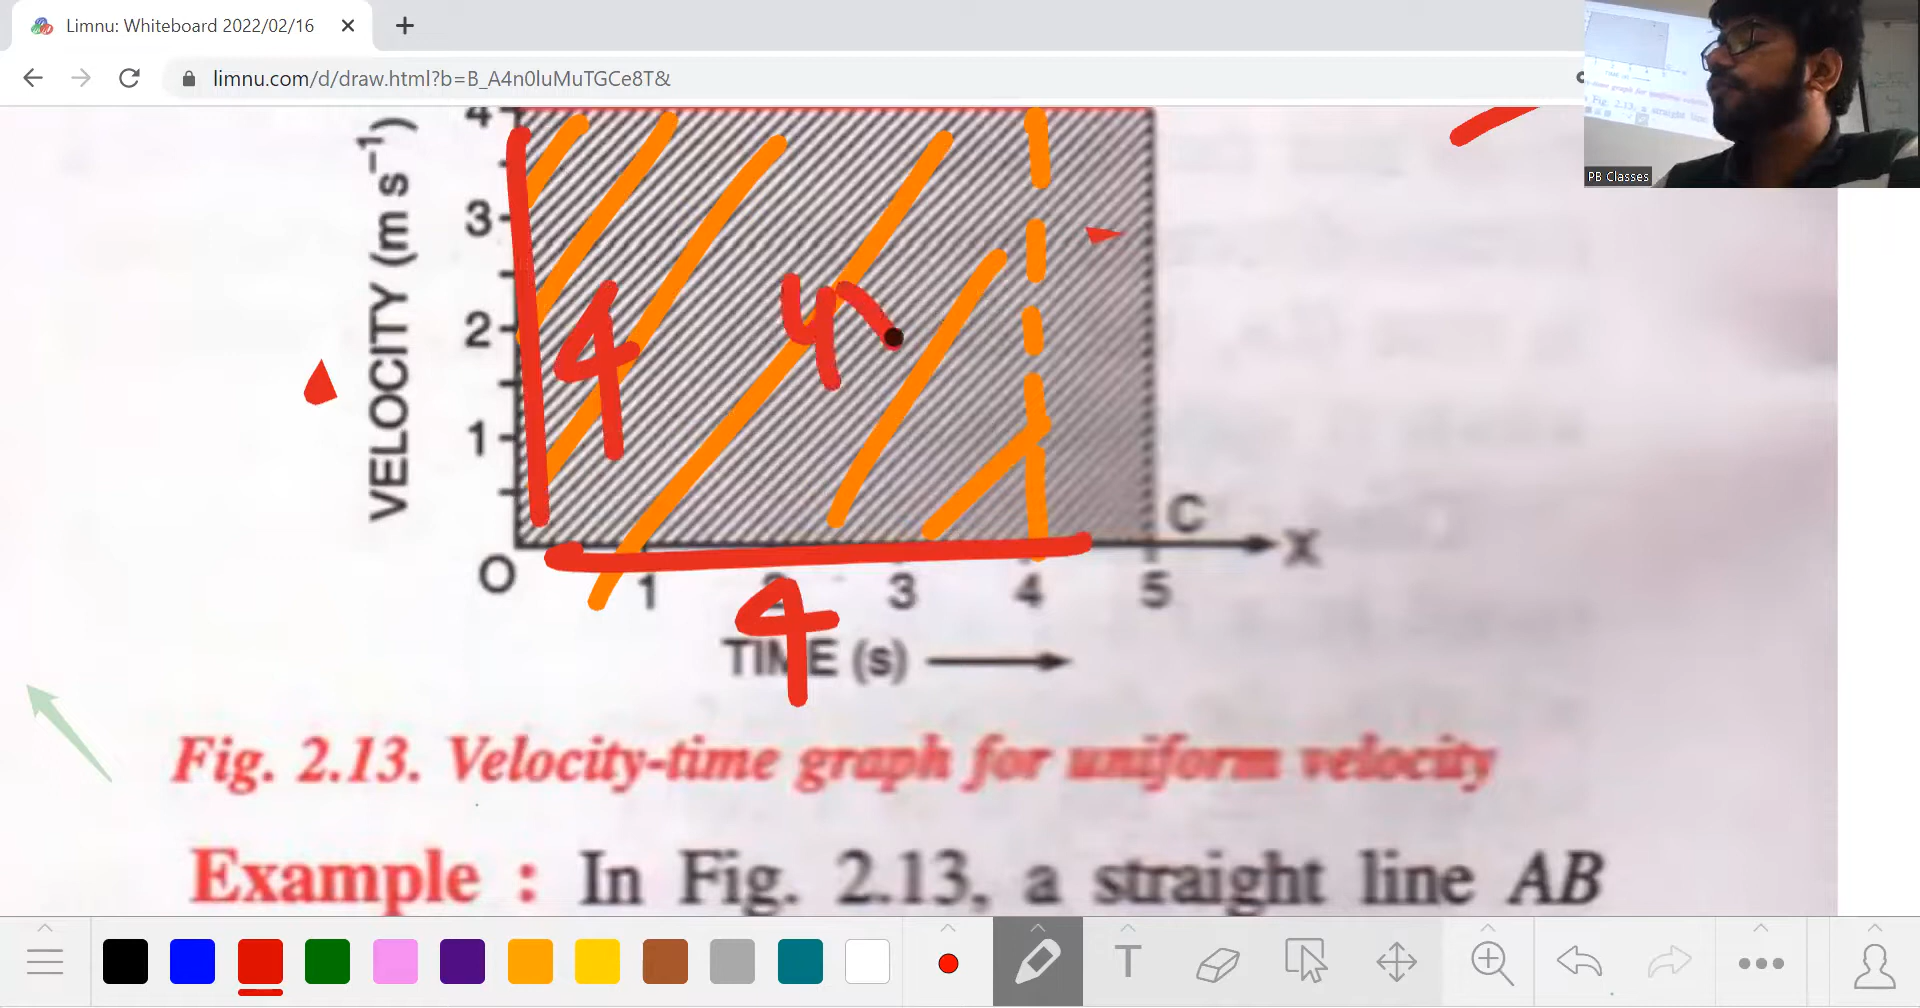 Limnu: Whiteboard 2022/02/16
limnu.com/d/draw.html?b=B_A4n0luMuTGCe8T&
PB Classes
VELOCITY (m s⁻¹)
4
3
2
1
4
4
O 1 2 3 4 5 C X
4
TIME (s)
Fig. 2.13. Velocity-time graph for uniform velocity
Example : In Fig. 2.13, a straight line AB
T